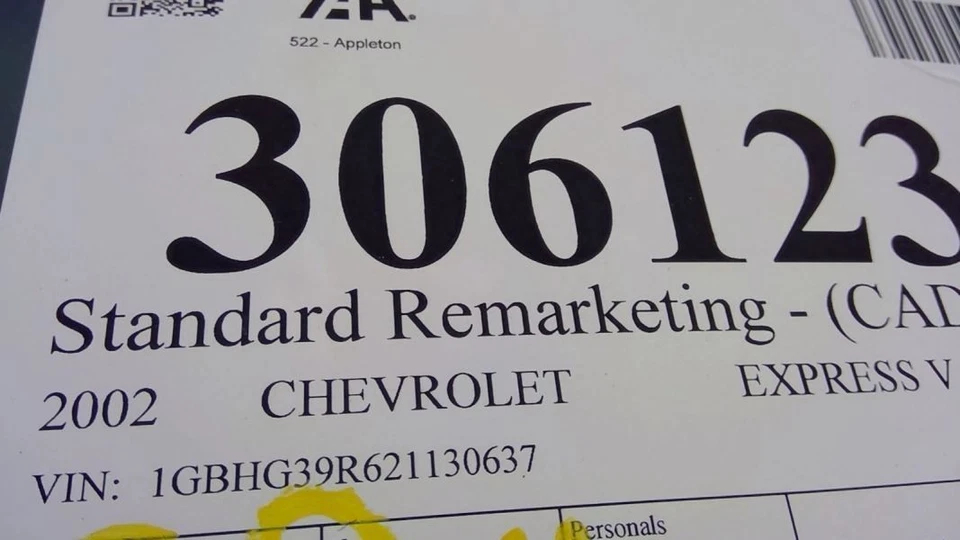 522 - Appleton
306123
Standard Remarketing - (CAD
2002 CHEVROLET EXPRESS V
VIN: 1GBHG39R621130637
Personals